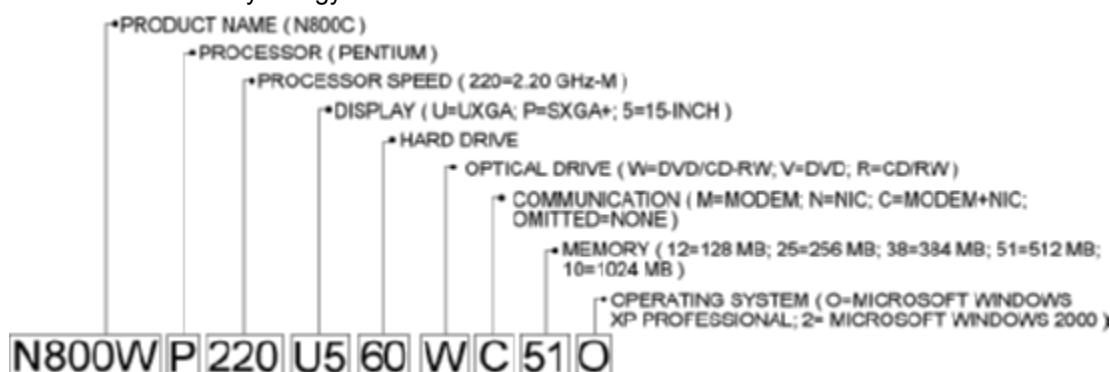 PRODUCT NAME ( N800C )
PROCESSOR ( PENTIUM )
PROCESSOR SPEED ( 220=2.20 GHz-M )
DISPLAY ( U=UXGA; P=SXGA+; 5=15-INCH )
HARD DRIVE
OPTICAL DRIVE ( W=DVD/CD-RW; V=DVD; R=CD/RW )
COMMUNICATION ( M=MODEM; N=NIC; C=MODEM+NIC;
OMITTED=NONE )
MEMORY ( 12=128 MB; 25=256 MB; 38=384 MB; 51=512 MB;
10=1024 MB )
OPERATING SYSTEM ( O=MICROSOFT WINDOWS
XP PROFESSIONAL; 2= MICROSOFT WINDOWS 2000 )
N800W P 220 U5 60 W C 51 O